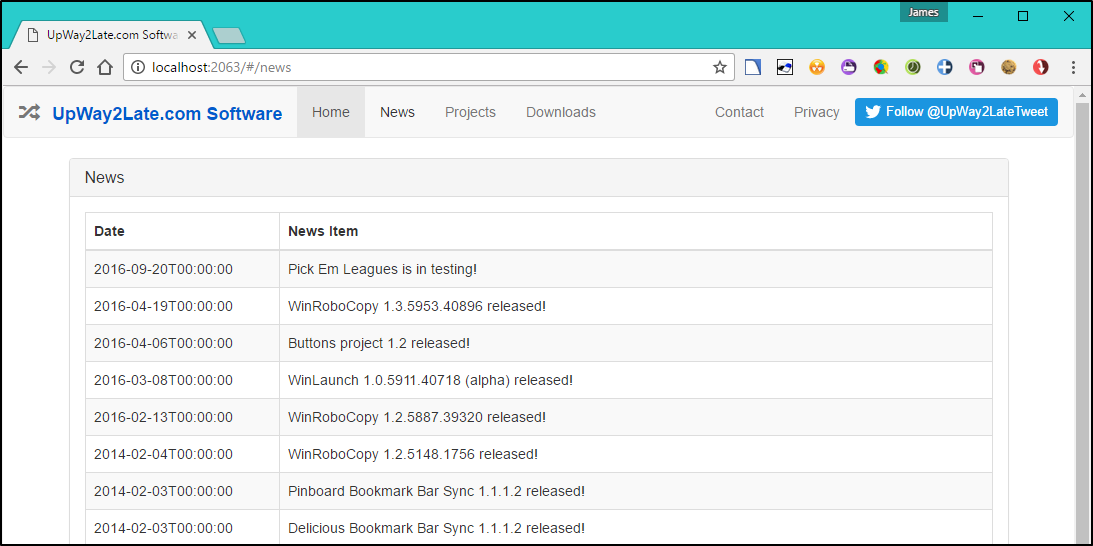 James
UpWay2Late.com Softwa
localhost:2063/#/news
UpWay2Late.com Software Home News Projects Downloads Contact Privacy Follow @UpWay2LateTweet
News
Date News Item
2016-09-20T00:00:00 Pick Em Leagues is in testing!
2016-04-19T00:00:00 WinRoboCopy 1.3.5953.40896 released!
2016-04-06T00:00:00 Buttons project 1.2 released!
2016-03-08T00:00:00 WinLaunch 1.0.5911.40718 (alpha) released!
2016-02-13T00:00:00 WinRoboCopy 1.2.5887.39320 released!
2014-02-04T00:00:00 WinRoboCopy 1.2.5148.1756 released!
2014-02-03T00:00:00 Pinboard Bookmark Bar Sync 1.1.1.2 released!
2014-02-03T00:00:00 Delicious Bookmark Bar Sync 1.1.1.2 released!